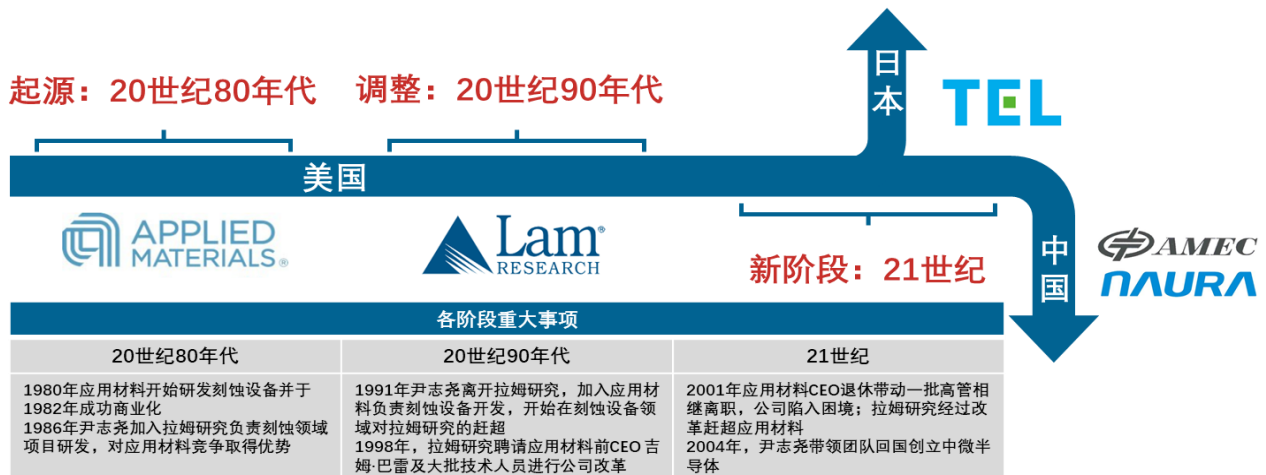 起源：20世纪80年代
调整：20世纪90年代
日本
TEL
美国
APPLIED
MATERIALS®
Lam®
RESEARCH
新阶段：21世纪
中国
AMEC
NAURA
各阶段重大事项
20世纪80年代
20世纪90年代
21世纪
1980年应用材料开始研发刻蚀设备并于
1982年成功商业化
1986年尹志尧加入拉姆研究负责刻蚀领域
项目研发，对应用材料竞争取得优势
1991年尹志尧离开拉姆研究，加入应用材
料负责刻蚀设备开发，开始在刻蚀设备领
域对拉姆研究的赶超
1998年，拉姆研究聘请应用材料前CEO 吉
姆·巴雷及大批技术人员进行公司改革
2001年应用材料CEO退休带动一批高管相
继离职，公司陷入困境；拉姆研究经过改
革赶超应用材料
2004年，尹志尧带领团队回国创立中微半
导体